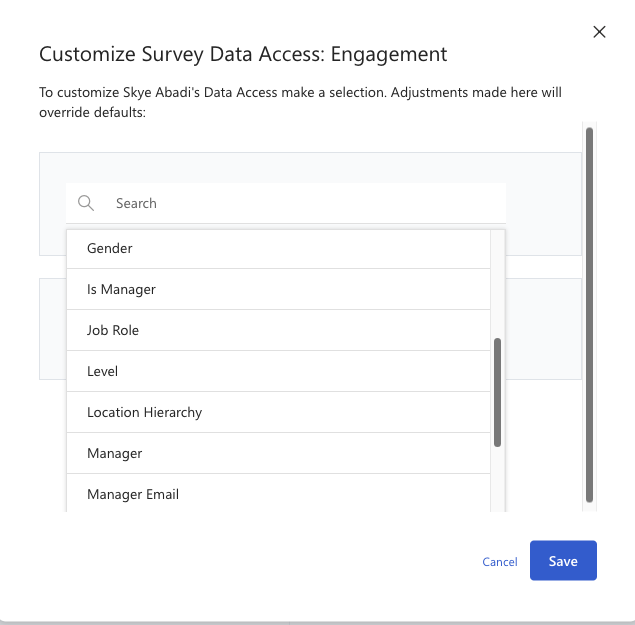 Customize Survey Data Access: Engagement
To customize Skye Abadi's Data Access make a selection. Adjustments made here will
override defaults:
Search
Gender
Is Manager
Job Role
Level
Location Hierarchy
Manager
Manager Email
Cancel
Save